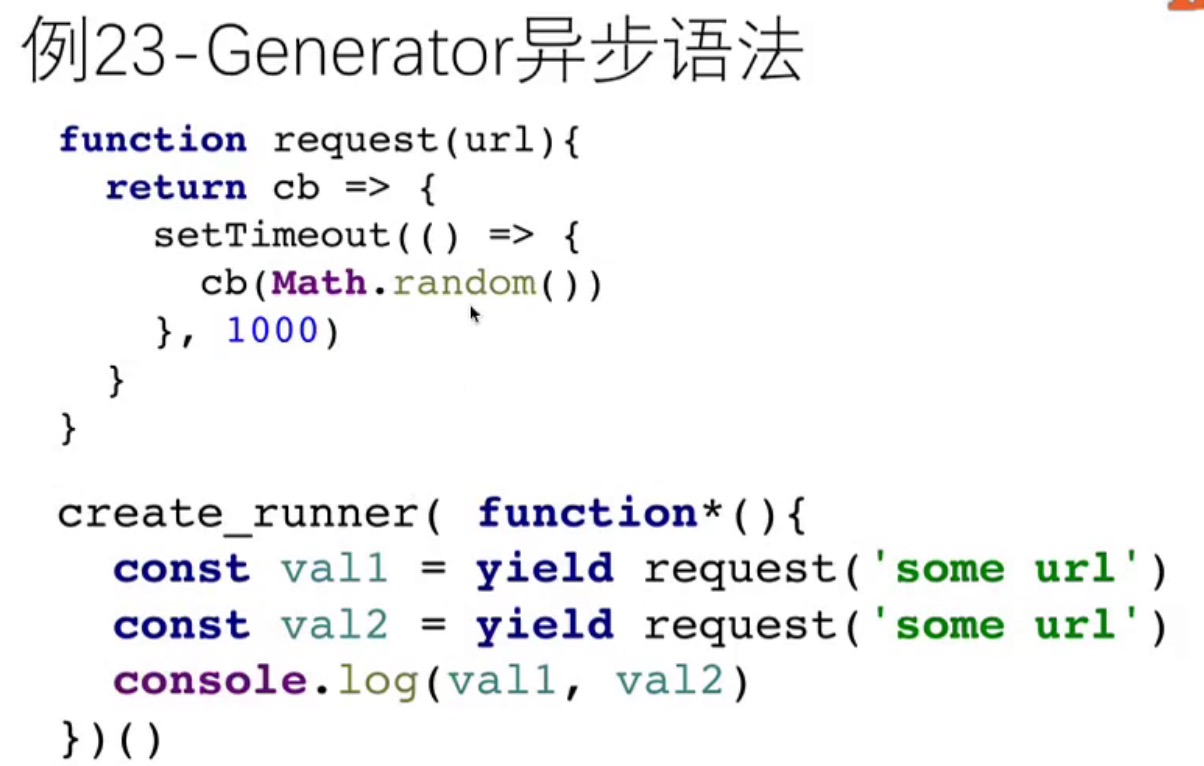 例23-Generator异步语法
function request(url){
  return cb => {
    setTimeout(() => {
      cb(Math.random())
    }, 1000)
  }
}
create_runner( function*(){
  const val1 = yield request('some url')
  const val2 = yield request('some url')
  console.log(val1, val2)
})()